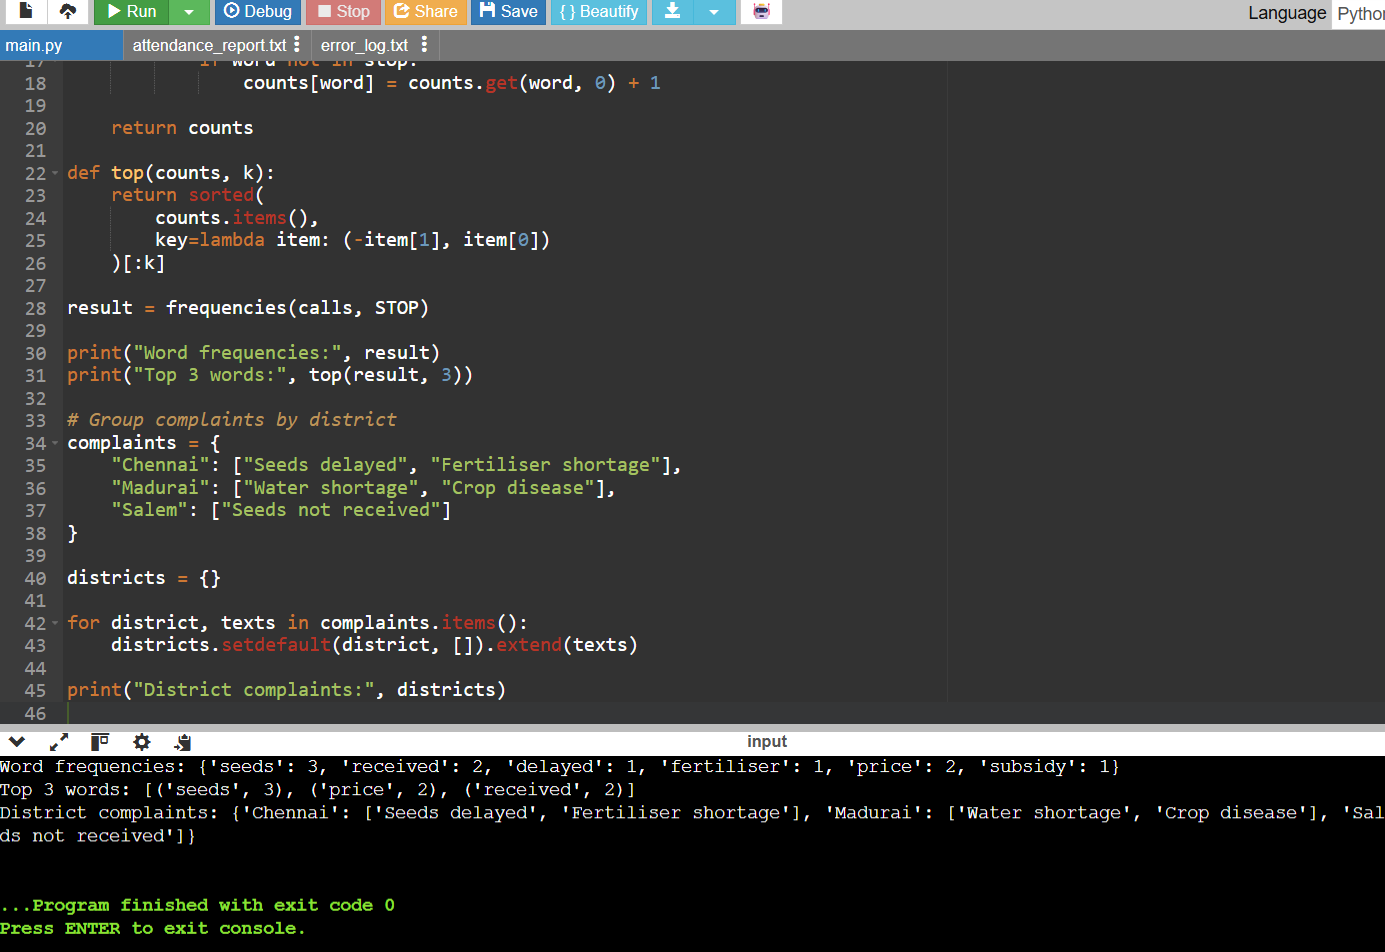 Run Debug Stop Share Save { } Beautify Language Python
main.py attendance_report.txt error_log.txt
17 if word not in stop:
18 counts[word] = counts.get(word, 0) + 1
19
20 return counts
21
22 def top(counts, k):
23 return sorted(
24 counts.items(),
25 key=lambda item: (-item[1], item[0])
26 )[:k]
27
28 result = frequencies(calls, STOP)
29
30 print("Word frequencies:", result)
31 print("Top 3 words:", top(result, 3))
32
33 # Group complaints by district
34 complaints = {
35 "Chennai": ["Seeds delayed", "Fertiliser shortage"],
36 "Madurai": ["Water shortage", "Crop disease"],
37 "Salem": ["Seeds not received"]
38 }
39
40 districts = {}
41
42 for district, texts in complaints.items():
43 districts.setdefault(district, []).extend(texts)
44
45 print("District complaints:", districts)
46
input
Word frequencies: {'seeds': 3, 'received': 2, 'delayed': 1, 'fertiliser': 1, 'price': 2, 'subsidy': 1}
Top 3 words: [('seeds', 3), ('price', 2), ('received', 2)]
District complaints: {'Chennai': ['Seeds delayed', 'Fertiliser shortage'], 'Madurai': ['Water shortage', 'Crop disease'], 'Sal
ds not received']}
...Program finished with exit code 0
Press ENTER to exit console.